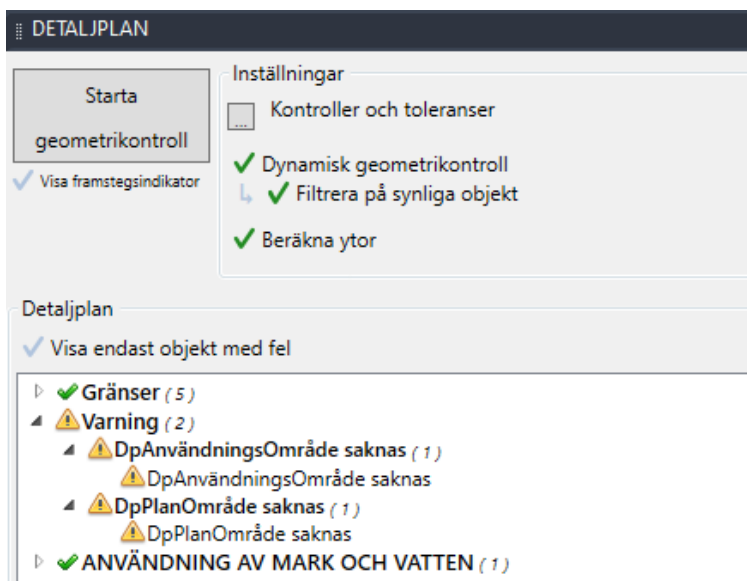 DETALJPLAN
Starta
geometrikontroll
Visa framstegsindikator
Inställningar
... Kontroller och toleranser
Dynamisk geometrikontroll
Filtrera på synliga objekt
Beräkna ytor
Detaljplan
Visa endast objekt med fel
Gränser ( 5 )
Varning ( 2 )
DpAnvändningsOmråde saknas ( 1 )
DpAnvändningsOmråde saknas
DpPlanOmråde saknas ( 1 )
DpPlanOmråde saknas
ANVÄNDNING AV MARK OCH VATTEN ( 1 )